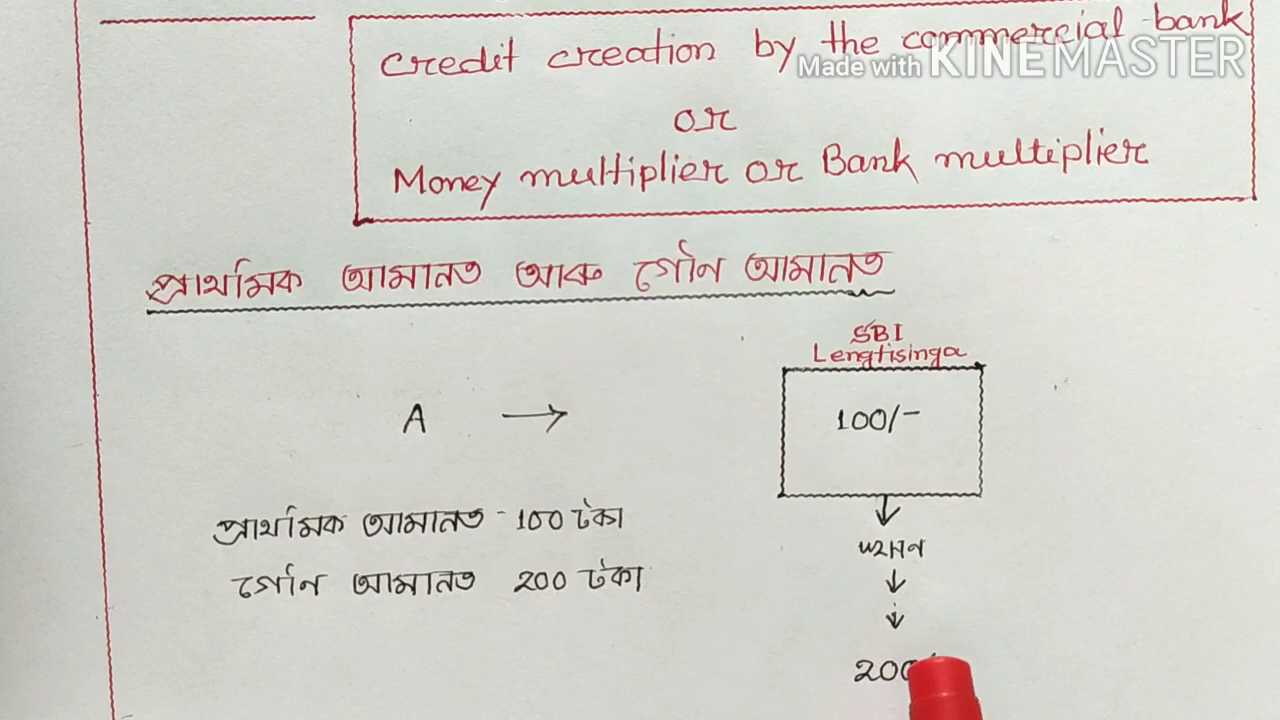 Credit creation by the commercial bank
Made with KINEMASTER
or
Money multiplier or Bank multiplier
প্ৰাথমিক আমানত আৰু গৌন আমানত
SBI
Lengtisinga
A → 100/-
প্ৰাথমিক আমানত - 100 টকা
গৌন আমানত 200 টকা
200